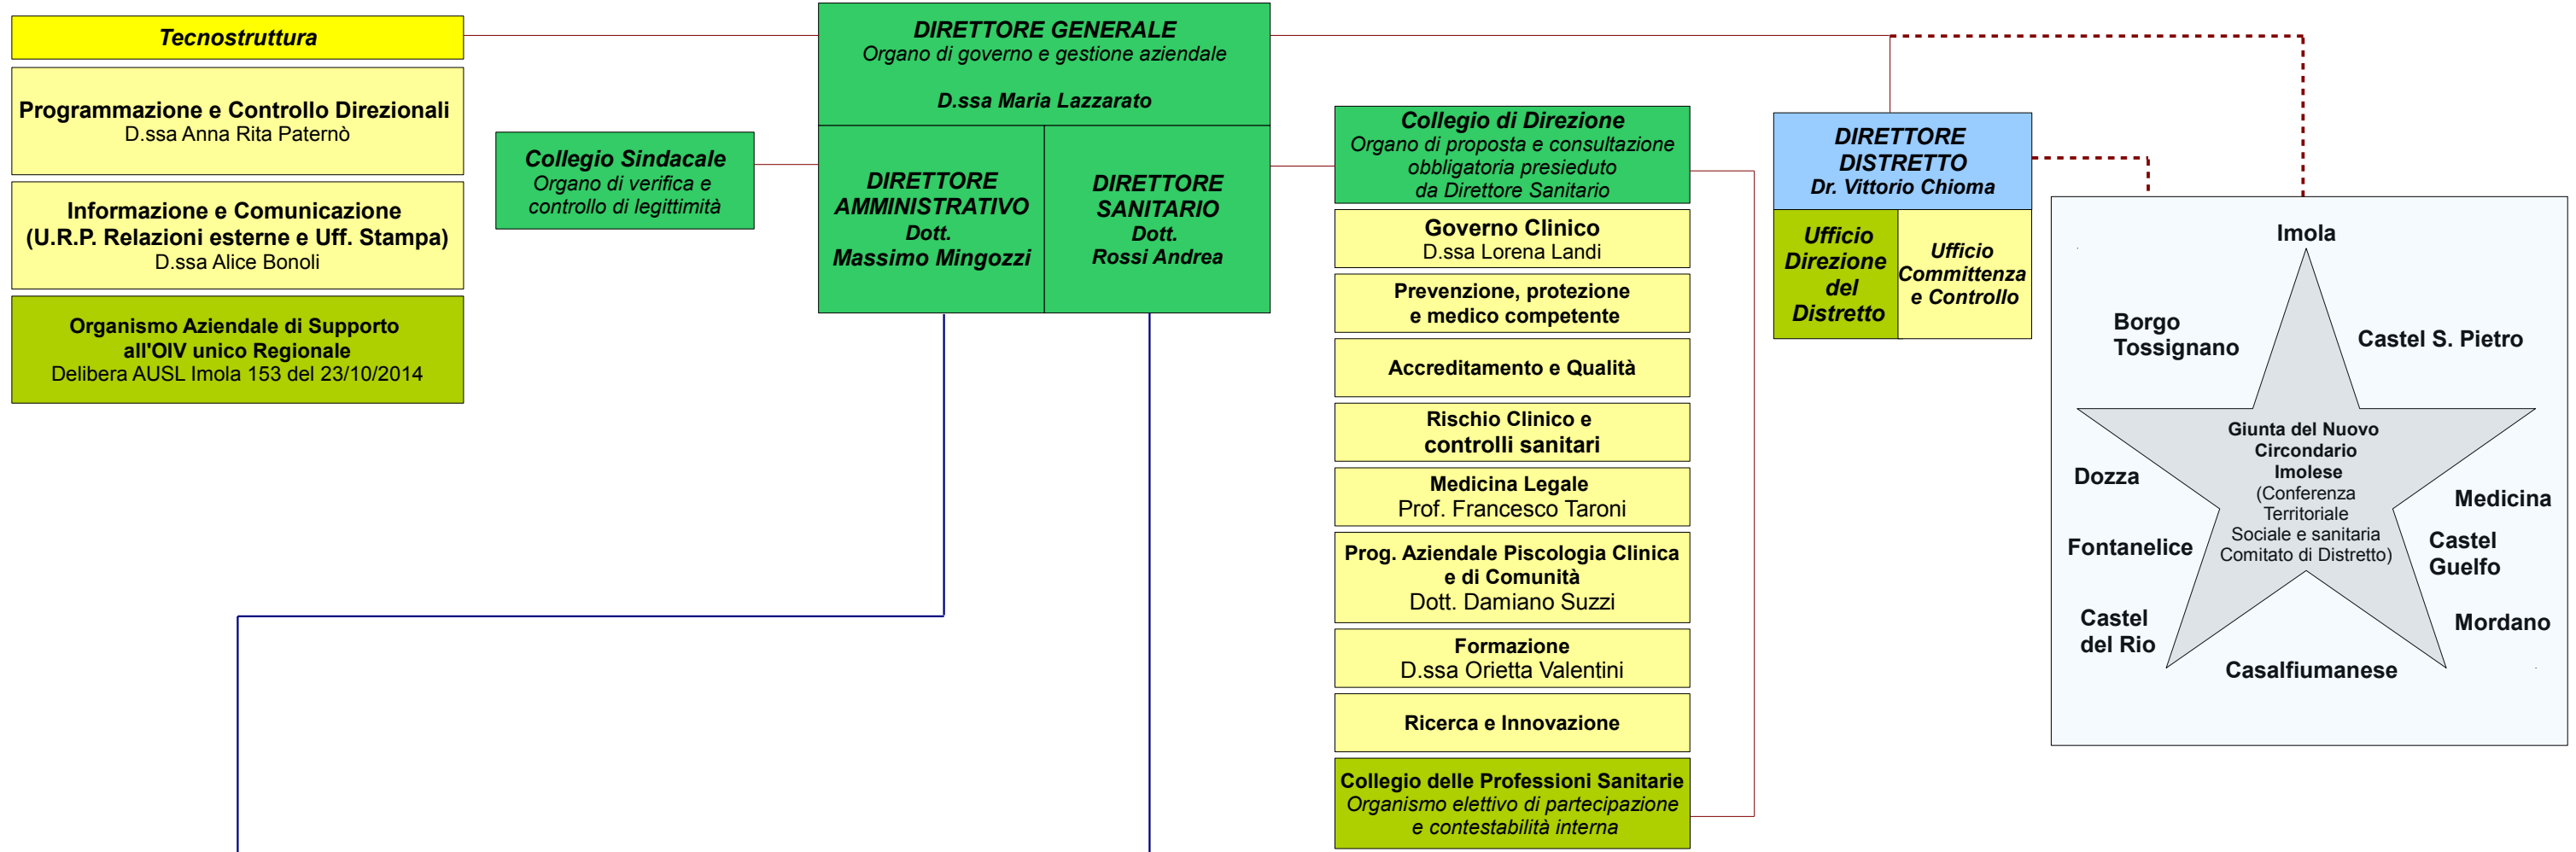 Tecnostruttura
Programmazione e Controllo Direzionali
D.ssa Anna Rita Paternò
Informazione e Comunicazione
(U.R.P. Relazioni esterne e Uff. Stampa)
D.ssa Alice Bonoli
Organismo Aziendale di Supporto
all'OIV unico Regionale
Delibera AUSL Imola 153 del 23/10/2014
Collegio Sindacale
Organo di verifica e
controllo di legittimità
DIRETTORE GENERALE
Organo di governo e gestione aziendale
D.ssa Maria Lazzarato
DIRETTORE
AMMINISTRATIVO
Dott.
Massimo Mingozzi
DIRETTORE
SANITARIO
Dott.
Rossi Andrea
Collegio di Direzione
Organo di proposta e consultazione
obbligatoria presieduto
da Direttore Sanitario
Governo Clinico
D.ssa Lorena Landi
Prevenzione, protezione
e medico competente
Accreditamento e Qualità
Rischio Clinico e
controlli sanitari
Medicina Legale
Prof. Francesco Taroni
Prog. Aziendale Piscologia Clinica
e di Comunità
Dott. Damiano Suzzi
Formazione
D.ssa Orietta Valentini
Ricerca e Innovazione
Collegio delle Professioni Sanitarie
Organismo elettivo di partecipazione
e contestabilità interna
DIRETTORE
DISTRETTO
Dr. Vittorio Chioma
Ufficio
Direzione
del
Distretto
Ufficio
Committenza
e Controllo
Imola
Borgo
Tossignano
Castel S. Pietro
Giunta del Nuovo
Circondario
Imolese
(Conferenza
Territoriale
Sociale e sanitaria
Comitato di Distretto)
Dozza
Medicina
Fontanelice
Castel
Guelfo
Castel
del Rio
Mordano
Casalfiumanese